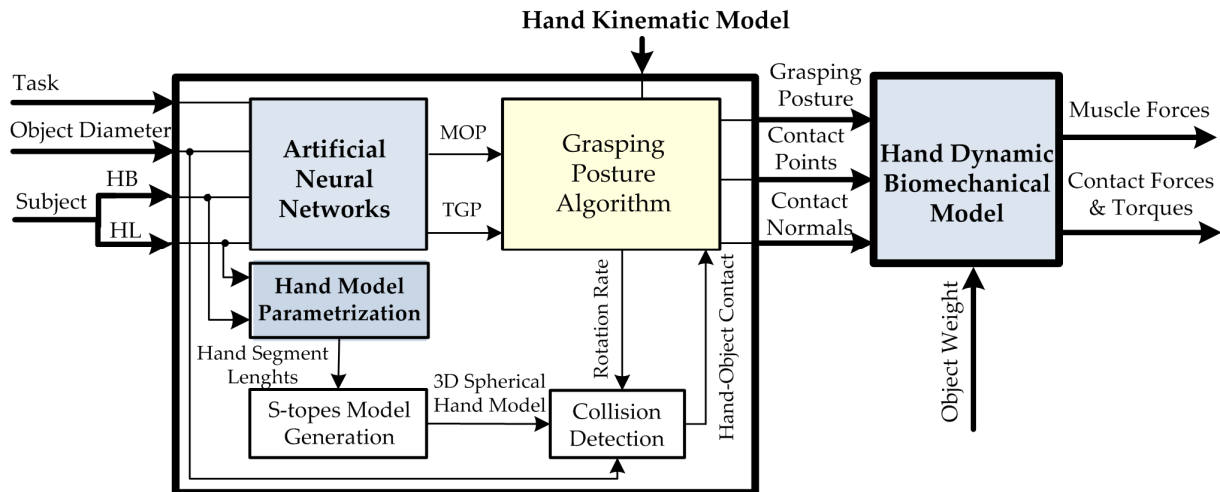 Hand Kinematic Model
Task
Object Diameter
Subject
HB
HL
Artificial
Neural
Networks
MOP
TGP
Grasping
Posture
Algorithm
Grasping
Posture
Contact
Points
Contact
Normals
Hand Dynamic
Biomechanical
Model
Muscle Forces
Contact Forces
& Torques
Object Weight
Hand Model
Parametrization
Hand Segment
Lenghts
S-topes Model
Generation
3D Spherical
Hand Model
Rotation Rate
Collision
Detection
Hand-Object Contact